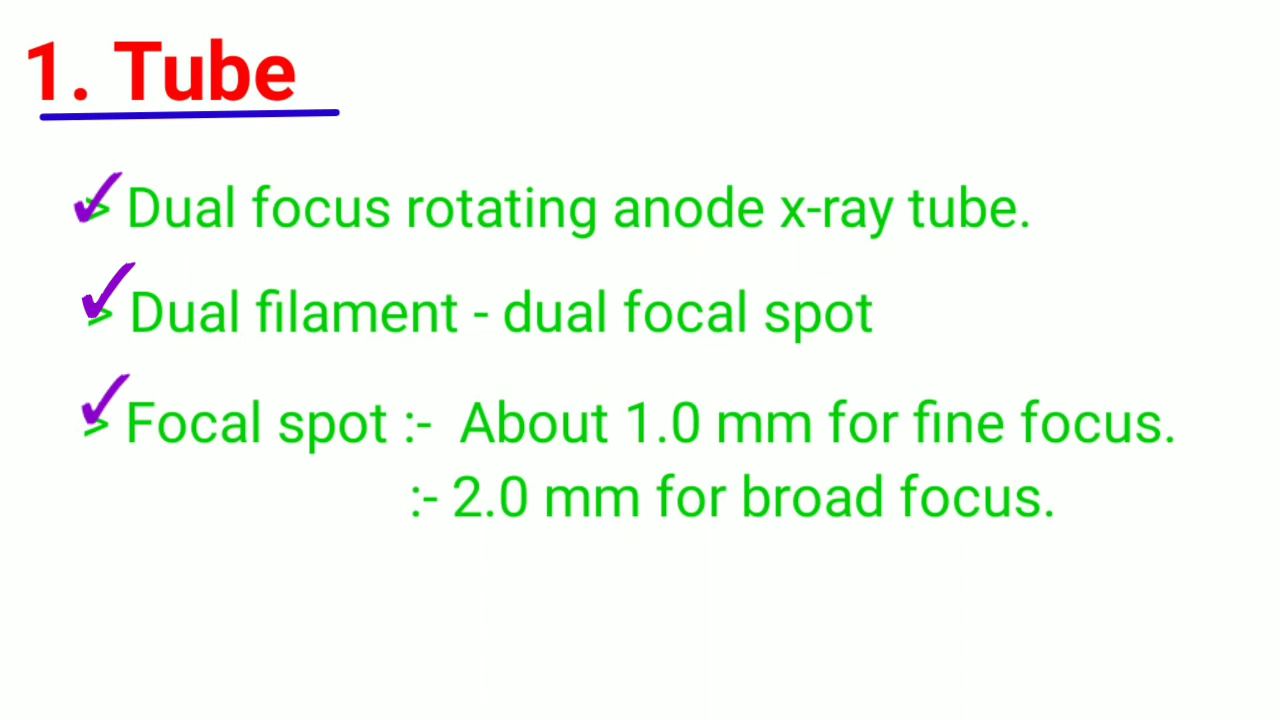 1. Tube
> Dual focus rotating anode x-ray tube.
> Dual filament - dual focal spot
> Focal spot :- About 1.0 mm for fine focus.
:- 2.0 mm for broad focus.